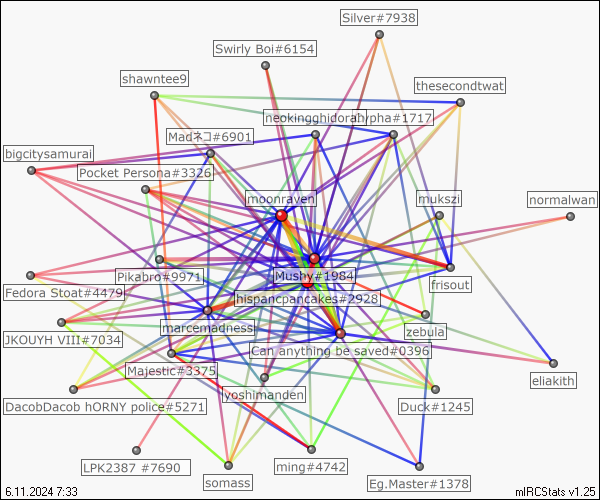 Silver#7938
Swirly Boi#6154
shawntee9
thesecondtwat
neokingghidorah
hypha#1717
Madネコ#6901
bigcitysamurai
Pocket Persona#3326
moonraven
mukszi
normalwan
Mushy.#1984
Pikabro#9971
frisout
Fedora Stoat#4479
hispancpancakes#2928
marcemadness
zebula
JKOUYH VIII#7034
Can anything be saved#0396
Majestic#3375
eliakith
yoshimanden
DacobDacob hORNY police#5271
Duck#1245
LPK2387 #7690
ming#4742
somass
Eg.Master#1378
6.11.2024 7:33
mIRCStats v1.25